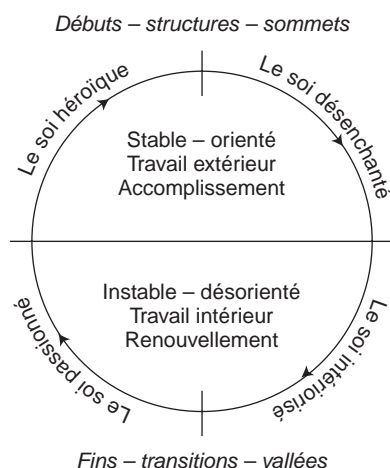 Débuts – structures – sommets
Le soi héroïque
Le soi désenchanté
Stable – orienté
Travail extérieur
Accomplissement
Instable – désorienté
Travail intérieur
Renouvellement
Le soi passionné
Le soi intériorisé
Fins – transitions – vallées